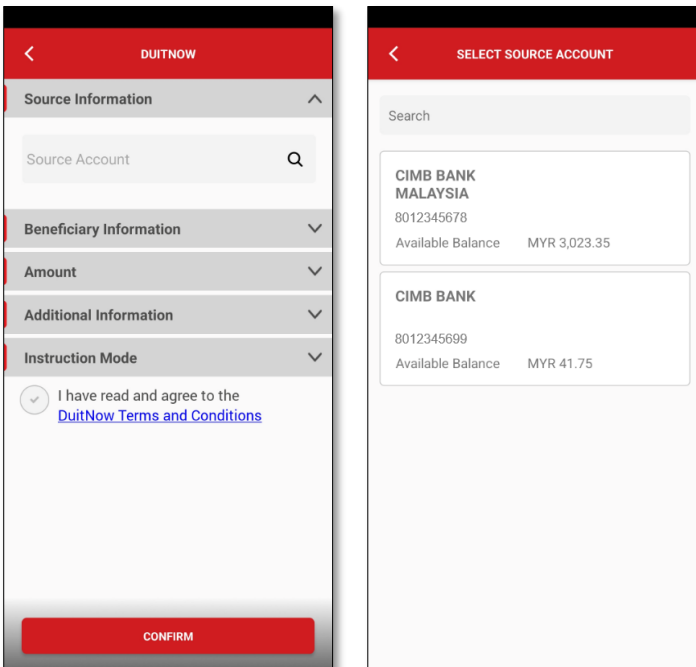 DUITNOW
Source Information
Source Account
Beneficiary Information
Amount
Additional Information
Instruction Mode
I have read and agree to the
DuitNow Terms and Conditions
CONFIRM
SELECT SOURCE ACCOUNT
Search
CIMB BANK
MALAYSIA
8012345678
Available Balance MYR 3,023.35
CIMB BANK
8012345699
Available Balance MYR 41.75